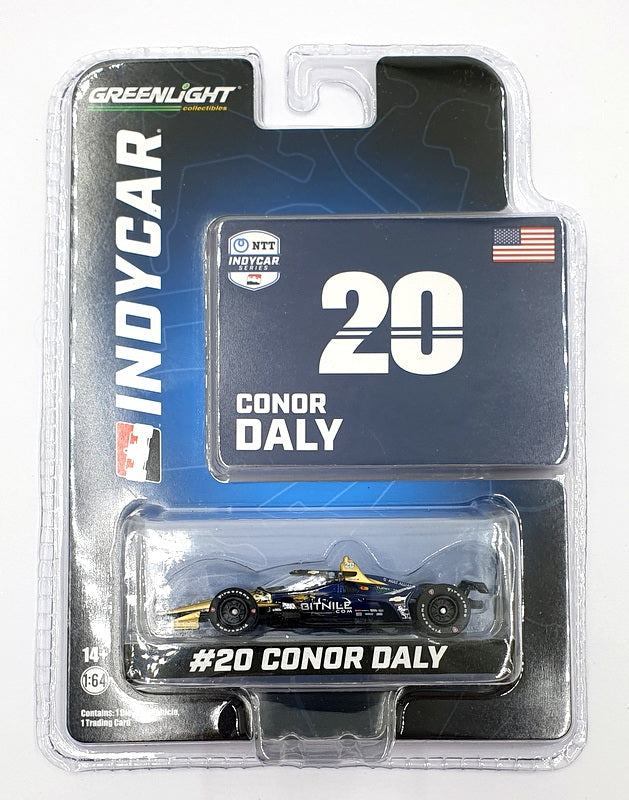 GREENLIGHT
collectibles
INDYCAR
NTT
INDYCAR
SERIES
20
CONOR
DALY
BITNILE
.COM
#20 CONOR DALY
14+
1:64
Contains: 1 Vehicle,
1 Trading Card